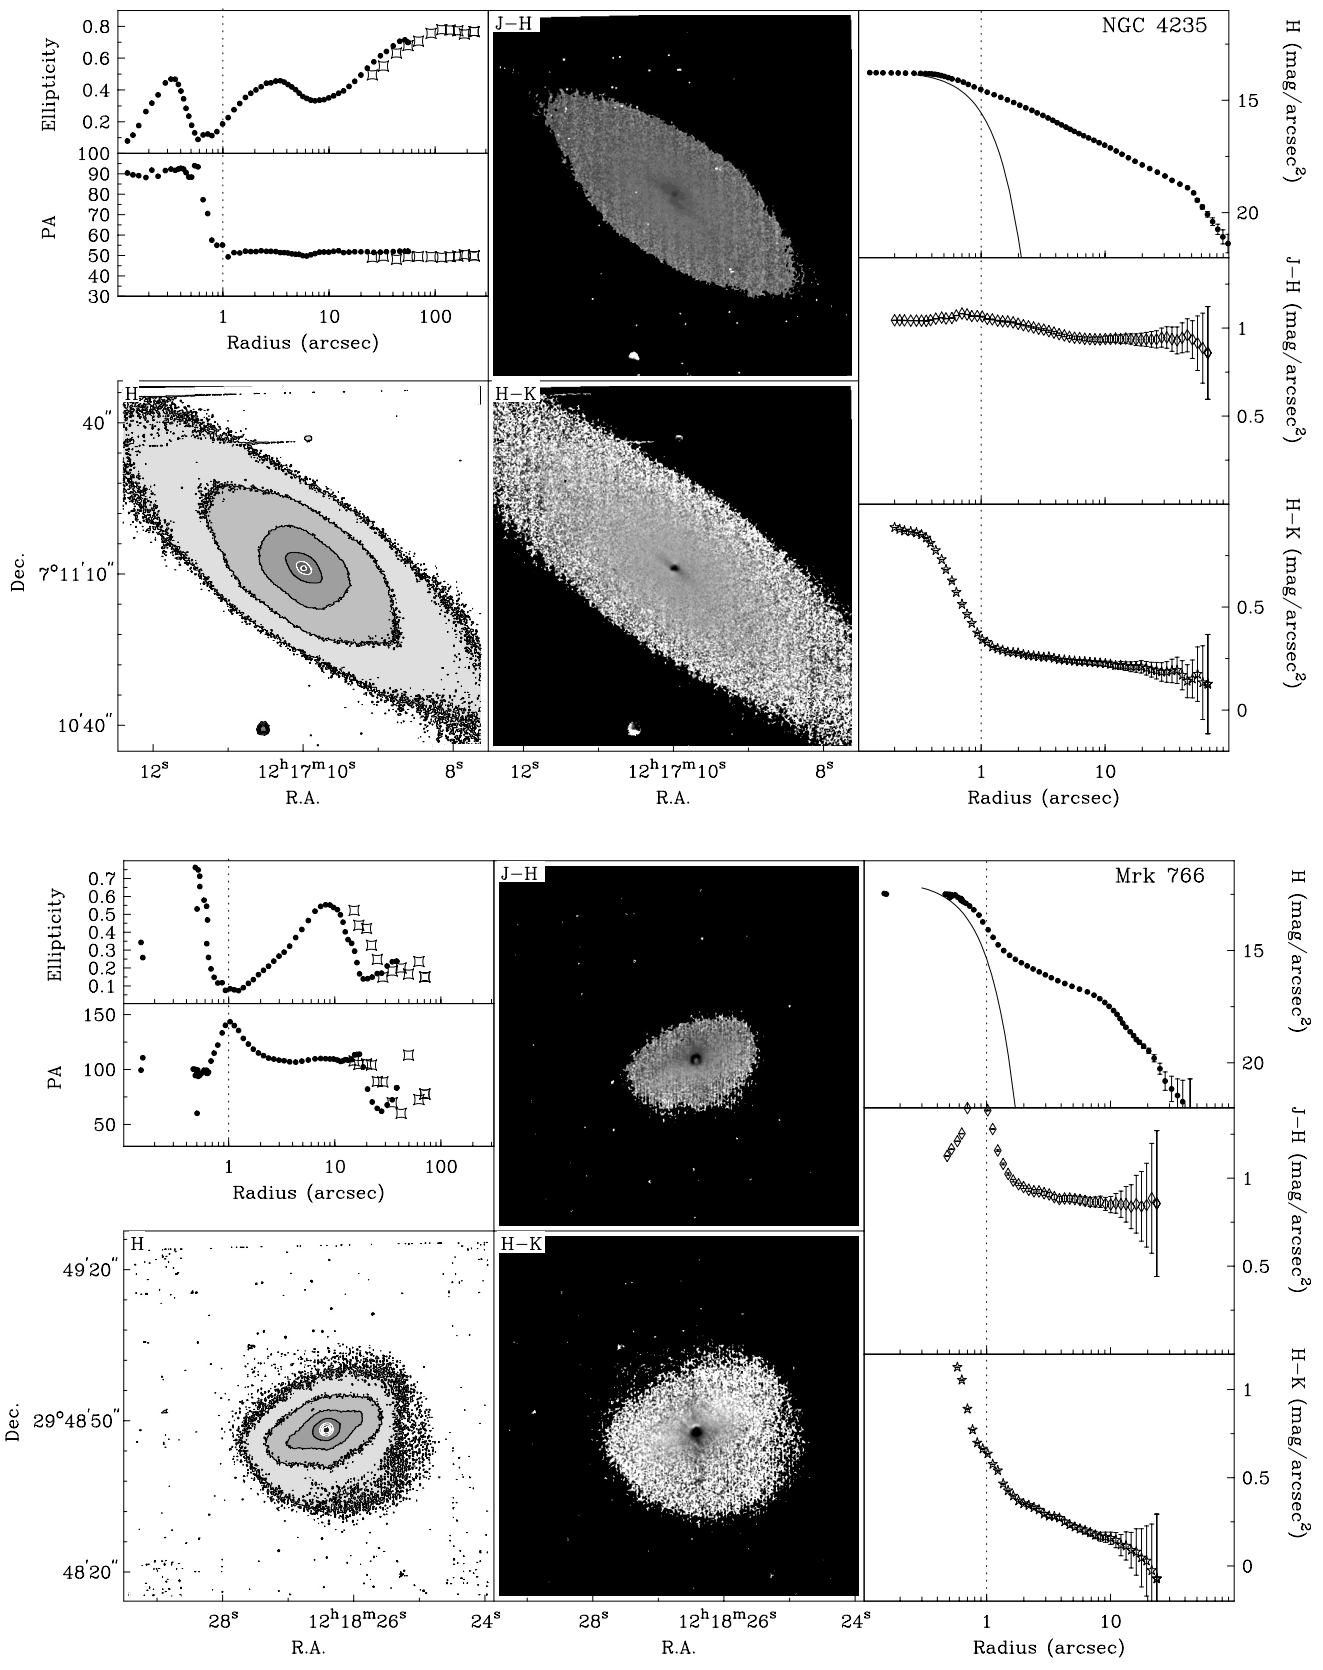 0.8
0.6
0.4
0.2
Ellipticity
100
90
80
70
60
50
40
30
PA
1 10 100
Radius (arcsec)
J−H
NGC 4235
H (mag/arcsec²)
15
20
J−H (mag/arcsec²)
1
0.5
H−K (mag/arcsec²)
0.5
0
1 10
Radius (arcsec)
H
40″
7°11′10″
10′40″
Dec.
12ˢ 12ʰ17ᵐ10ˢ 8ˢ
R.A.
H−K
12ˢ 12ʰ17ᵐ10ˢ 8ˢ
R.A.
0.7
0.6
0.5
0.4
0.3
0.2
0.1
Ellipticity
150
100
50
PA
1 10 100
Radius (arcsec)
J−H
Mrk 766
H (mag/arcsec²)
15
20
J−H (mag/arcsec²)
1
0.5
H−K (mag/arcsec²)
1
0.5
0
1 10
Radius (arcsec)
H
49′20″
29°48′50″
48′20″
Dec.
28ˢ 12ʰ18ᵐ26ˢ 24ˢ
R.A.
H−K
28ˢ 12ʰ18ᵐ26ˢ 24ˢ
R.A.